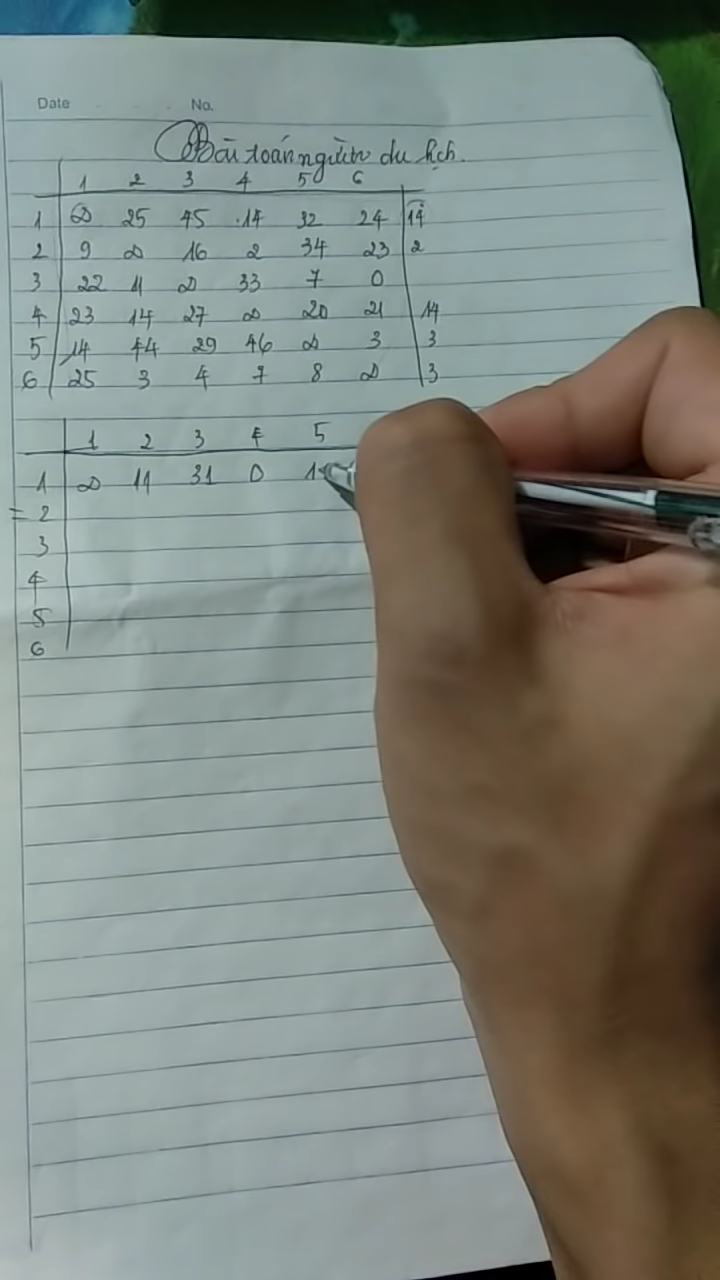 Date No.
Bài toán người du lịch.
1 2 3 4 5 6
1 ∞ 25 45 14 32 24 14
2 9 ∞ 16 2 34 23 2
3 22 11 ∞ 33 7 0
4 23 14 27 ∞ 20 21 14
5 14 44 29 46 ∞ 3 3
6 25 3 4 7 8 ∞ 3
1 2 3 4 5
1 ∞ 11 31 0
= 2
3
4
5
6